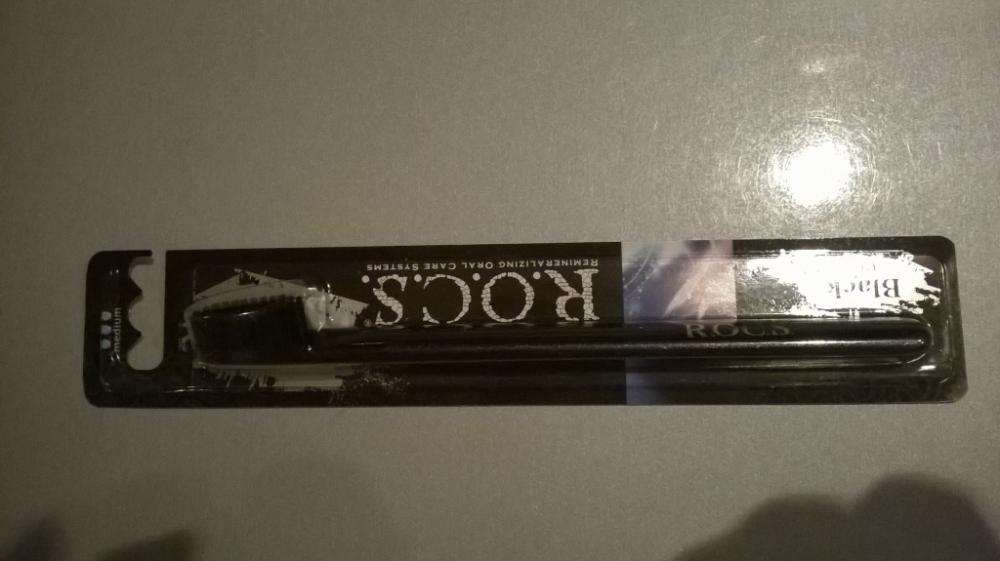 R.O.C.S.®
REMINERALIZING ORAL CARE SYSTEMS
Black
R.O.C.S.
medium